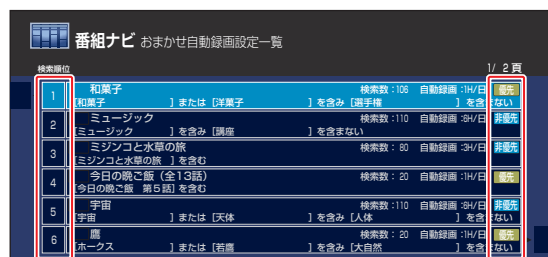 番組ナビ おまかせ自動録画設定一覧
検索順位 1/ 2頁
1 和菓子 検索数：106 自動録画：1H/日 優先
[和菓子 ] または [洋菓子 ] を含み [選手権 ] を含まない
2 ミュージック 検索数：110 自動録画：6H/日 非優先
[ミュージック ] を含み [講座 ] を含まない
3 ミジンコと水草の旅 検索数： 80 自動録画：3H/日 非優先
[ミジンコと水草の旅 ] を含む
4 今日の晩ご飯（全13話） 検索数： 20 自動録画：1H/日 優先
[今日の晩ご飯 第５話] を含む
5 宇宙 検索数：110 自動録画：8H/日 非優先
[宇宙 ] または [天体 ] を含み [人体 ] を含まない
6 鷹 検索数： 20 自動録画：1H/日 優先
[ホークス ] または [若鷹 ] を含み [大自然 ] を含まない